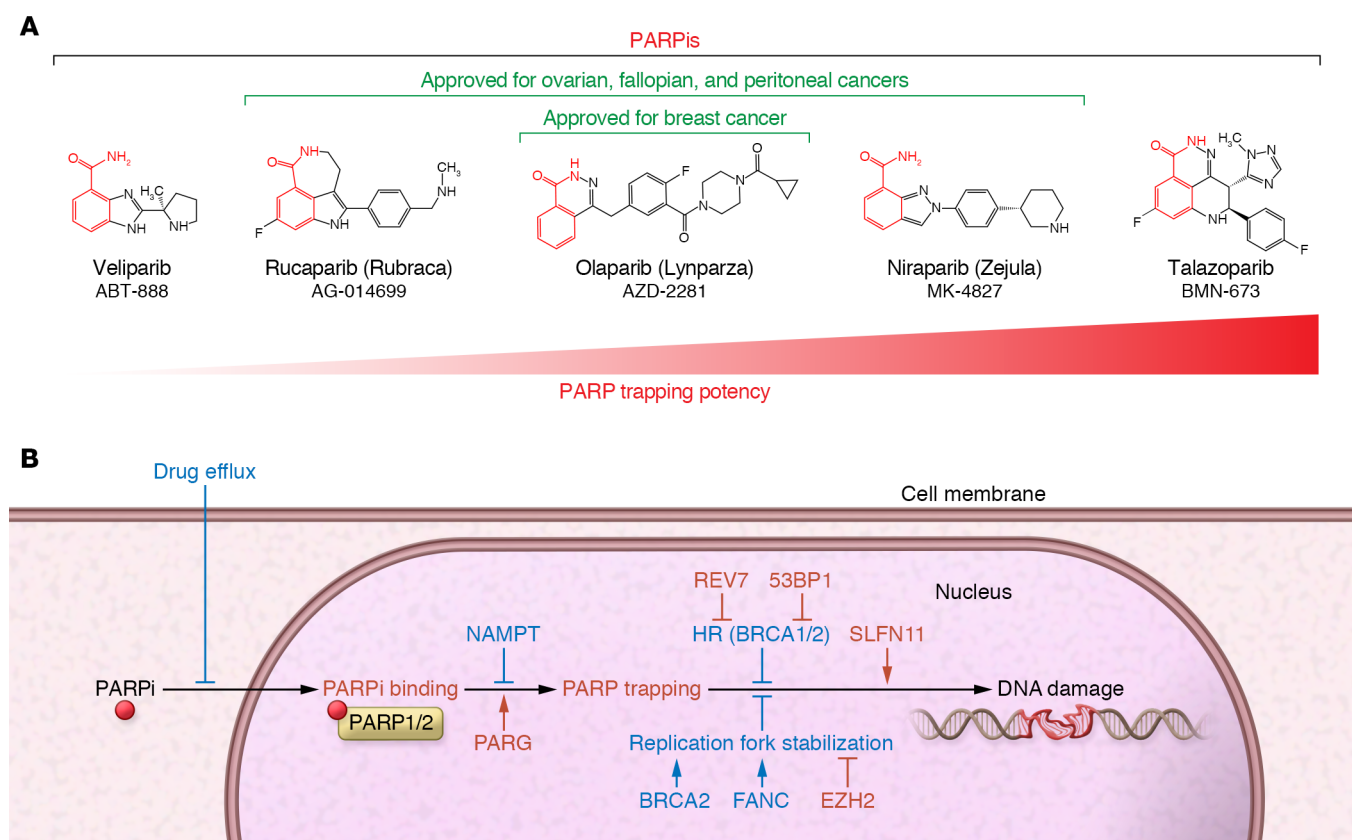 A
PARPis
Approved for ovarian, fallopian, and peritoneal cancers
Approved for breast cancer
O
NH2
N
H3C
NH
NH
Veliparib
ABT-888
NH
O
F
NH
CH3
NH
Rucaparib (Rubraca)
AG-014699
H
N
O
N
F
O
N
N
O
Olaparib (Lynparza)
AZD-2281
O
NH2
N
N
NH
Niraparib (Zejula)
MK-4827
O
NH
N
H3C
N
N
N
F
NH
F
Talazoparib
BMN-673
PARP trapping potency
B
Drug efflux
Cell membrane
REV7 53BP1
Nucleus
NAMPT
HR (BRCA1/2)
SLFN11
PARPi
PARPi binding
PARP trapping
DNA damage
PARP1/2
PARG
Replication fork stabilization
BRCA2 FANC EZH2